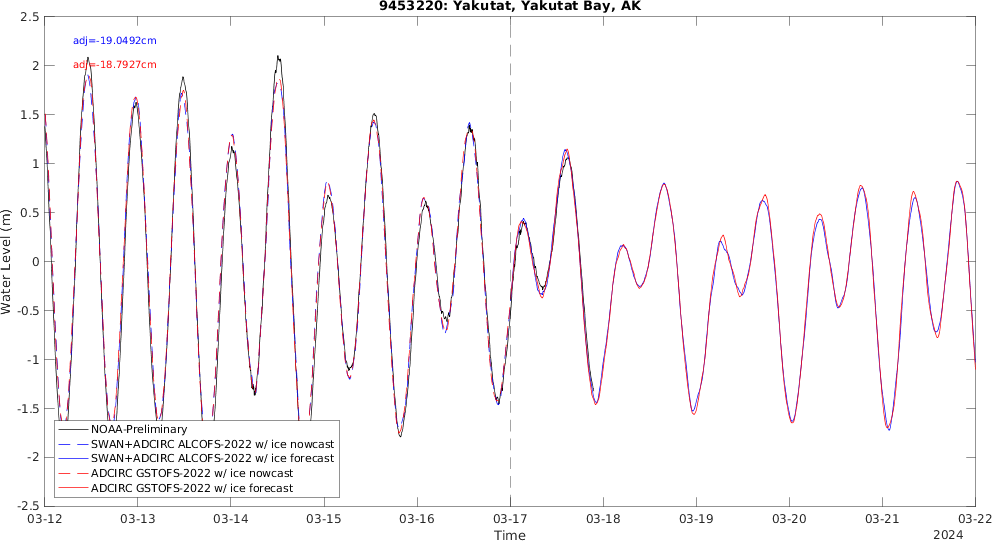 9453220: Yakutat, Yakutat Bay, AK
2.5
adj=-19.0492cm
2
adj=-18.7927cm
1.5
1
0.5
0
-0.5
-1
-1.5
-2
-2.5
Water Level (m)
NOAA-Preliminary
SWAN+ADCIRC ALCOFS-2022 w/ ice nowcast
SWAN+ADCIRC ALCOFS-2022 w/ ice forecast
ADCIRC GSTOFS-2022 w/ ice nowcast
ADCIRC GSTOFS-2022 w/ ice forecast
03-12 03-13 03-14 03-15 03-16 03-17 03-18 03-19 03-20 03-21 03-22
Time
2024